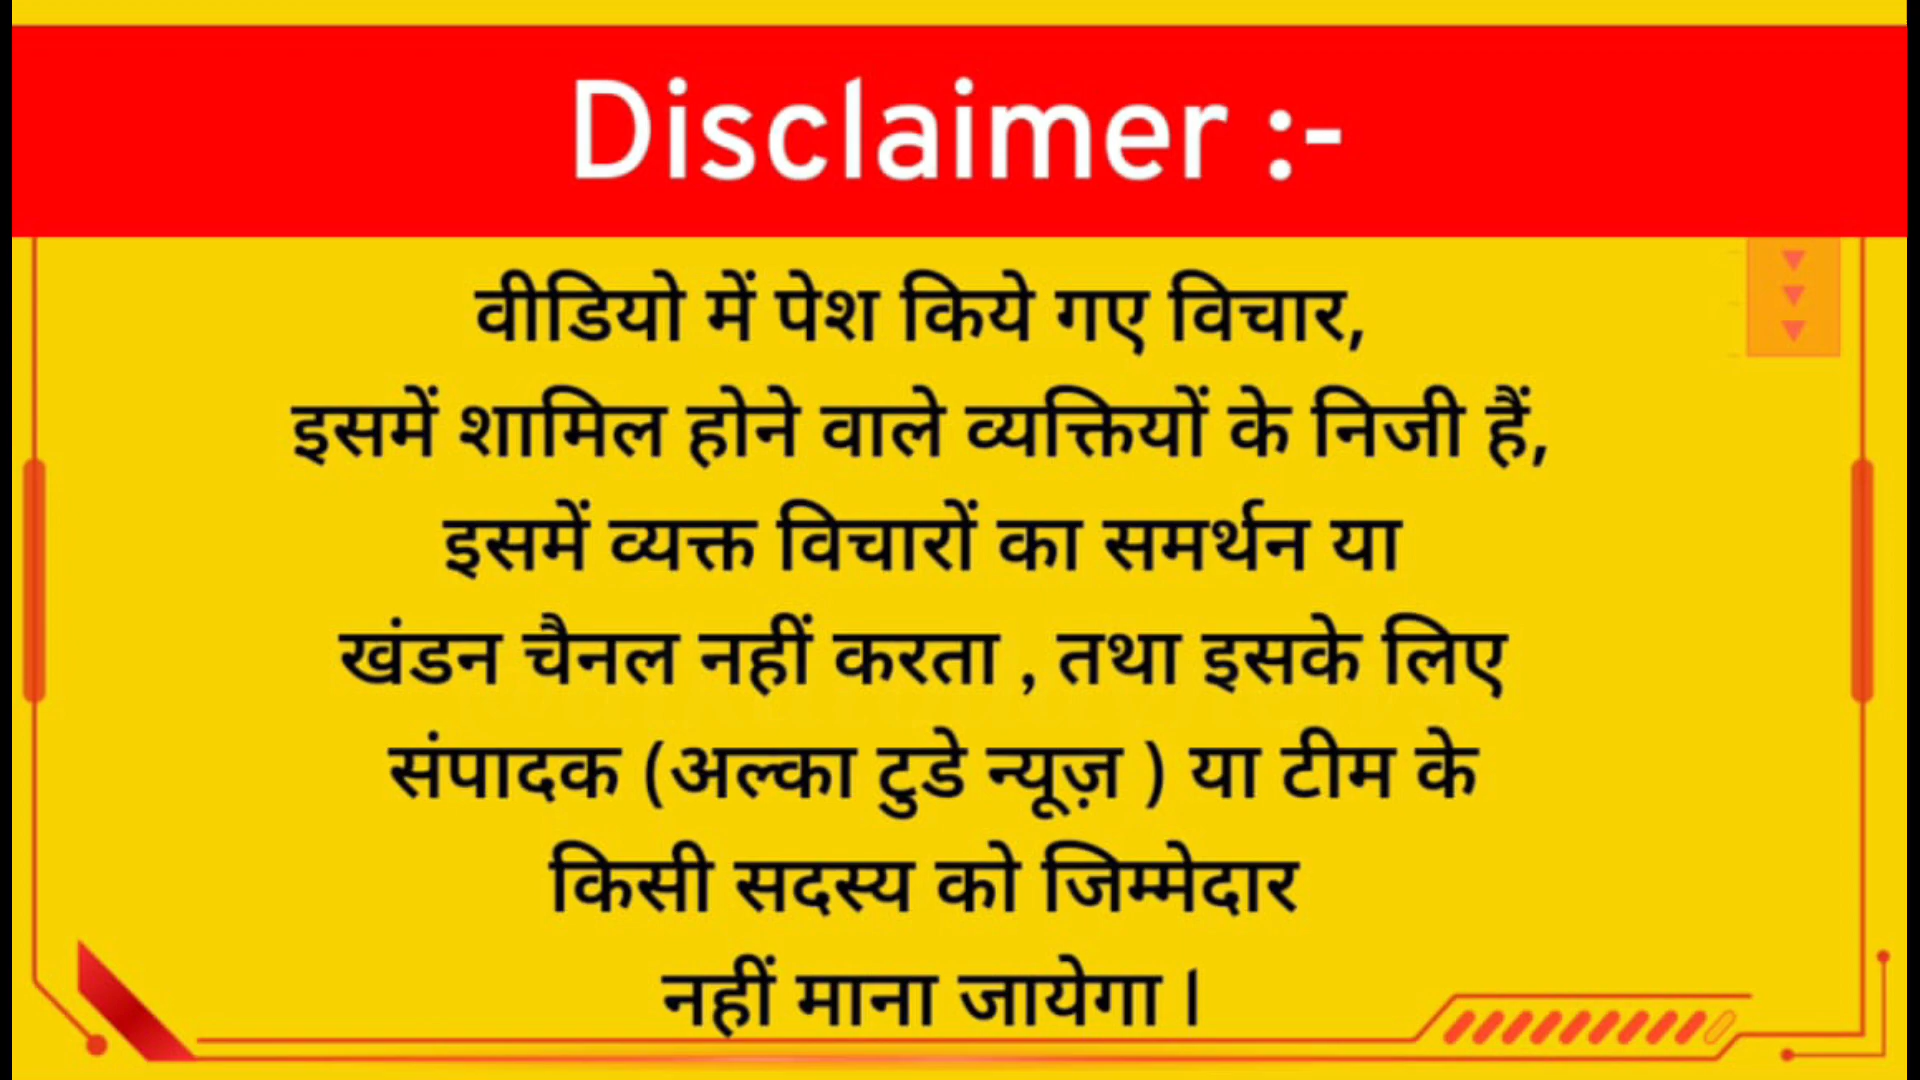 Disclaimer :-
वीडियो में पेश किये गए विचार,
इसमें शामिल होने वाले व्यक्तियों के निजी हैं,
इसमें व्यक्त विचारों का समर्थन या
खंडन चैनल नहीं करता , तथा इसके लिए
संपादक (अल्का टुडे न्यूज़ ) या टीम के
किसी सदस्य को जिम्मेदार
नहीं माना जायेगा ।